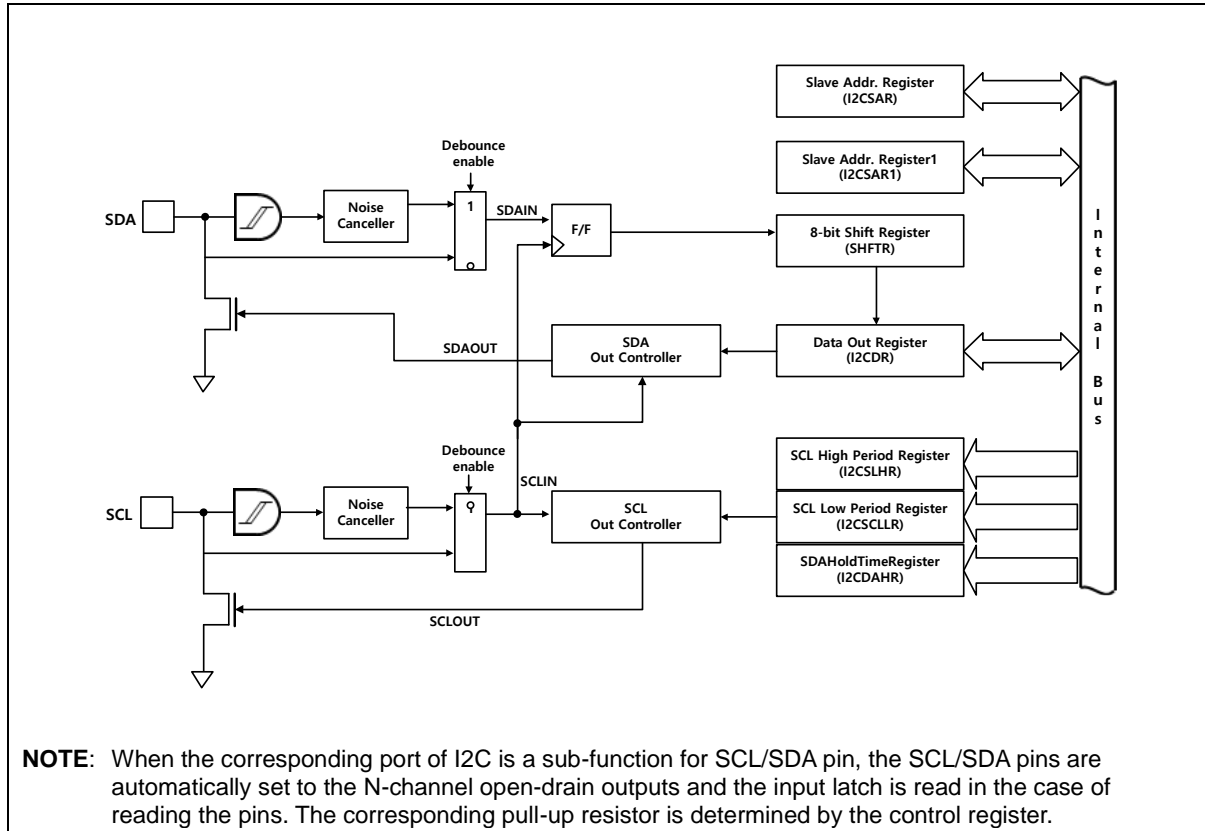 Slave Addr. Register
(I2CSAR)
Slave Addr. Register1
(I2CSAR1)
Debounce
enable
SDA
Noise
Canceller
1
0
SDAIN
F/F
8-bit Shift Register
(SHFTR)
SDAOUT
SDA
Out Controller
Data Out Register
(I2CDR)
Internal Bus
Debounce
enable
SCL
Noise
Canceller
SCLIN
SCL
Out Controller
SCL High Period Register
(I2CSLHR)
SCL Low Period Register
(I2CSCLLR)
SDAHoldTimeRegister
(I2CDAHR)
SCLOUT
NOTE: When the corresponding port of I2C is a sub-function for SCL/SDA pin, the SCL/SDA pins are
automatically set to the N-channel open-drain outputs and the input latch is read in the case of
reading the pins. The corresponding pull-up resistor is determined by the control register.